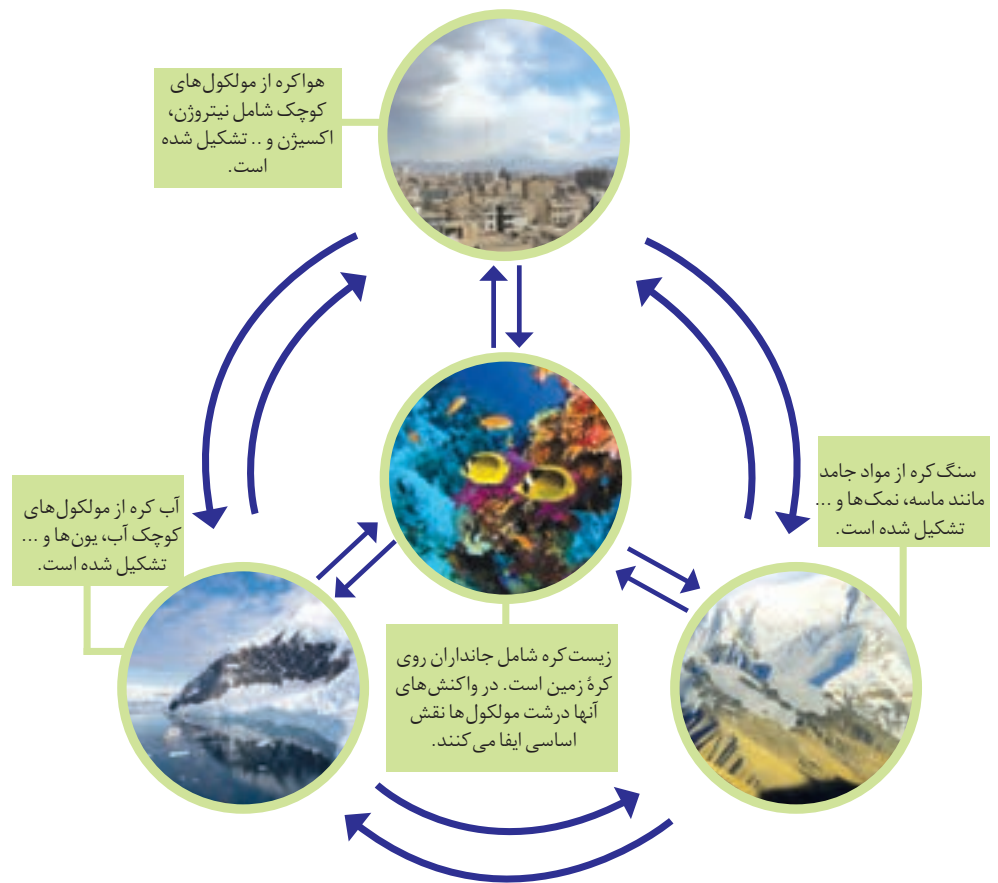 هواکره از مولکول‌های
کوچک شامل نیتروژن،
اکسیژن و .. تشکیل شده
است.
سنگ‌کره از مواد جامد
مانند ماسه، نمک‌ها و ...
تشکیل شده است.
آب کره از مولکول‌های
کوچک آب، یون‌ها و ...
تشکیل شده است.
زیست‌کره شامل جانداران روی
کرهٔ زمین است. در واکنش‌های
آنها درشت مولکول‌ها نقش
اساسی ایفا می‌کنند.